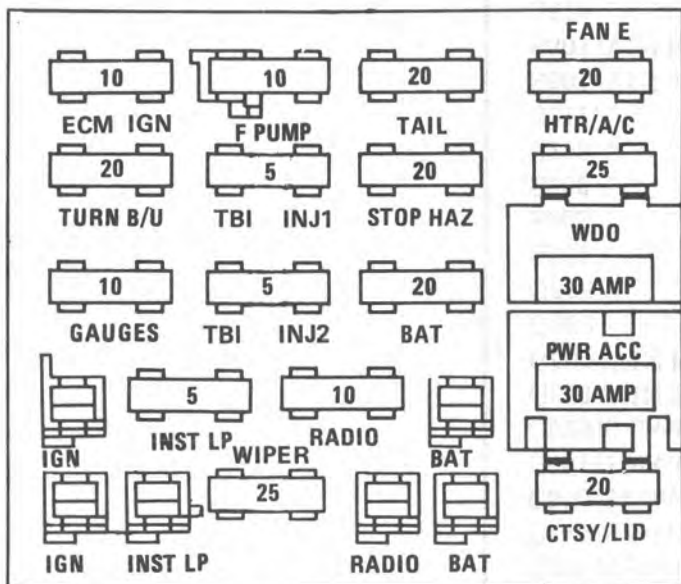 FAN E
10 10 20 20
ECM IGN F PUMP TAIL HTR/A/C
20 5 20 25
TURN B/U TBI INJ1 STOP HAZ WDO
10 5 20 30 AMP
GAUGES TBI INJ2 BAT
PWR ACC
5 10 30 AMP
INST LP RADIO
IGN WIPER BAT
25 20
CTSY/LID
IGN INST LP RADIO BAT